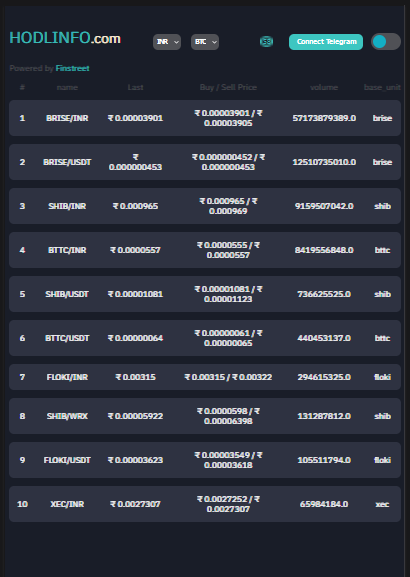 HODLINFO.com INR BTC 53 Connect Telegram
Powered by Finstreet
# name Last Buy / Sell Price volume base_unit
1 BRISE/INR ₹ 0.00003901 ₹ 0.00003901 / ₹ 0.00003905 57173879389.0 brise
2 BRISE/USDT ₹ 0.000000453 ₹ 0.000000452 / ₹ 0.000000453 12510735010.0 brise
3 SHIB/INR ₹ 0.000965 ₹ 0.000965 / ₹ 0.000969 9159507042.0 shib
4 BTTC/INR ₹ 0.0000557 ₹ 0.0000555 / ₹ 0.0000557 8419556848.0 bttc
5 SHIB/USDT ₹ 0.00001081 ₹ 0.00001081 / ₹ 0.00001123 736625525.0 shib
6 BTTC/USDT ₹ 0.00000064 ₹ 0.00000061 / ₹ 0.00000065 440453137.0 bttc
7 FLOKI/INR ₹ 0.00315 ₹ 0.00315 / ₹ 0.00322 294615325.0 floki
8 SHIB/WRX ₹ 0.00005922 ₹ 0.0000598 / ₹ 0.00006398 131287812.0 shib
9 FLOKI/USDT ₹ 0.00003623 ₹ 0.00003549 / ₹ 0.00003618 105511794.0 floki
10 XEC/INR ₹ 0.0027307 ₹ 0.0027252 / ₹ 0.0027307 65984184.0 xec